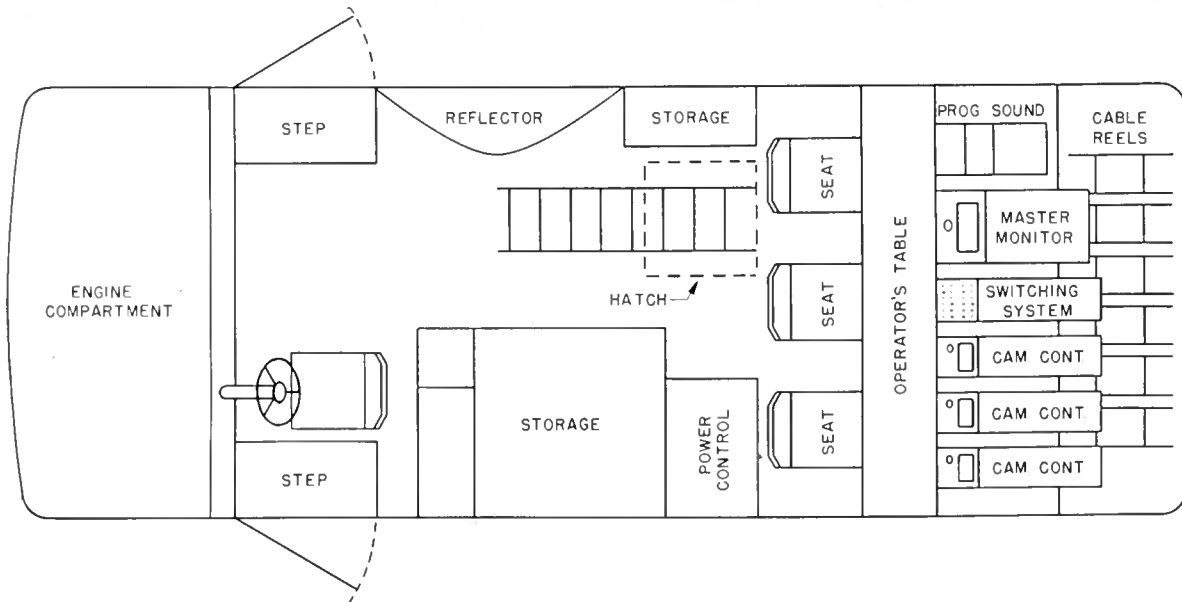 ENGINE
COMPARTMENT
STEP
STEP
REFLECTOR
STORAGE
HATCH
STORAGE
POWER
CONTROL
SEAT
SEAT
SEAT
OPERATOR'S TABLE
PROG SOUND
MASTER
MONITOR
SWITCHING
SYSTEM
CAM CONT
CAM CONT.
CAM CONT
CABLE
REELS